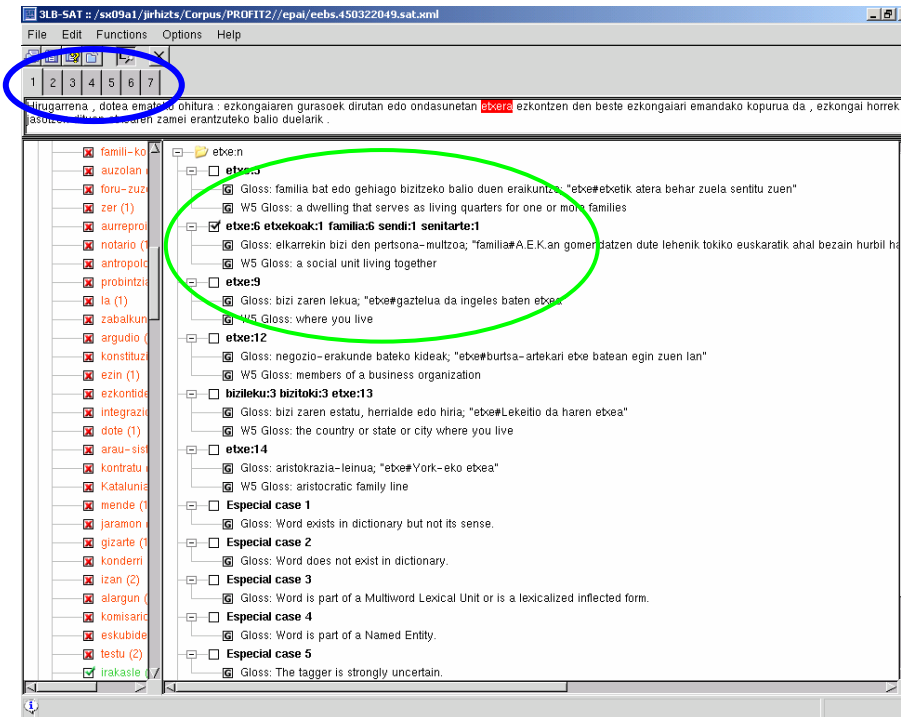 3LB-SAT :: /sx09a1/jirhizts/Corpus/PROFIT2//epai/eebs.450322049.sat.xml
File Edit Functions Options Help
1 2 3 4 5 6 7
Hirugarrena , dotea emateko ohitura : ezkongaiaren gurasoek dirutan edo ondasunetan etxera ezkontzen den beste ezkongaiari emandako kopurua da , ezkongai horrek
zamei erantzuteko balio duelarik .
famili-ko
auzolan
foru-zuz
zer (1)
aurreproi
notario (1
antropolo
probintzia
la (1)
zabalkun
argudio (
konstituzi
ezin (1)
ezkontide
integrazio
dote (1)
arau-sist
kontratu
Katalunia
mende (1
jaramon
gizarte (1
konderri
izan (2)
alargun (
komisario
eskubide
testu (2)
irakasle
etxe:n
etxe:5
G Gloss: familia bat edo gehiago bizitzeko balio duen eraikuntza; "etxe#etxetik atera behar zuela sentitu zuen"
G W5 Gloss: a dwelling that serves as living quarters for one or more families
etxe:6 etxekoak:1 familia:6 sendi:1 senitarte:1
G Gloss: elkarrekin bizi den pertsona-multzoa; "familia#A.E.K.an gomendatzen dute lehenik tokiko euskaratik ahal bezain hurbil ha
G W5 Gloss: a social unit living together
etxe:9
G Gloss: bizi zaren lekua; "etxe#gaztelua da ingeles baten etxea
G W5 Gloss: where you live
etxe:12
G Gloss: negozio-erakunde bateko kideak; "etxe#burtsa-artekari etxe batean egin zuen lan"
G W5 Gloss: members of a business organization
bizileku:3 bizitoki:3 etxe:13
G Gloss: bizi zaren estatu, herrialde edo hiria; "etxe#Lekeitio da haren etxea"
G W5 Gloss: the country or state or city where you live
etxe:14
G Gloss: aristokrazia-leinua; "etxe#York-eko etxea"
G W5 Gloss: aristocratic family line
Especial case 1
G Gloss: Word exists in dictionary but not its sense.
Especial case 2
G Gloss: Word does not exist in dictionary.
Especial case 3
G Gloss: Word is part of a Multiword Lexical Unit or is a lexicalized inflected form.
Especial case 4
G Gloss: Word is part of a Named Entity.
Especial case 5
G Gloss: The tagger is strongly uncertain.